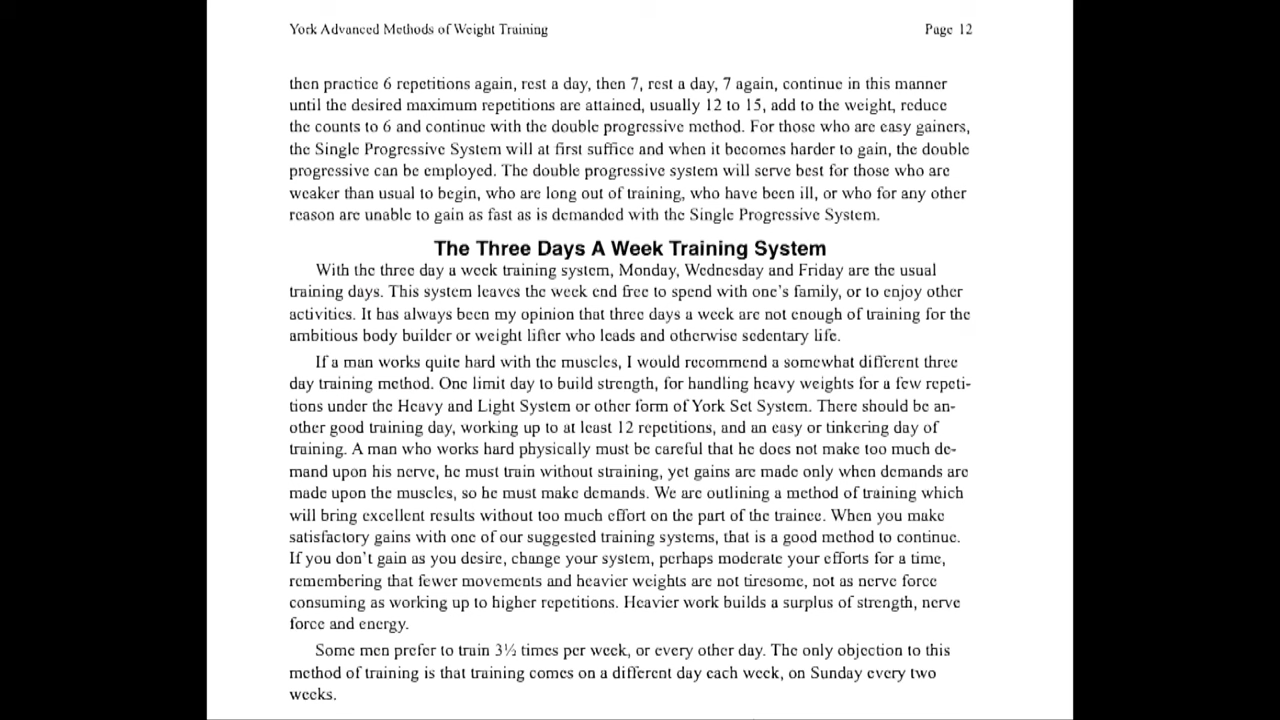 York Advanced Methods of Weight Training Page 12
then practice 6 repetitions again, rest a day, then 7, rest a day, 7 again, continue in this manner
until the desired maximum repetitions are attained, usually 12 to 15, add to the weight, reduce
the counts to 6 and continue with the double progressive method. For those who are easy gainers,
the Single Progressive System will at first suffice and when it becomes harder to gain, the double
progressive can be employed. The double progressive system will serve best for those who are
weaker than usual to begin, who are long out of training, who have been ill, or who for any other
reason are unable to gain as fast as is demanded with the Single Progressive System.
The Three Days A Week Training System
With the three day a week training system, Monday, Wednesday and Friday are the usual
training days. This system leaves the week end free to spend with one's family, or to enjoy other
activities. It has always been my opinion that three days a week are not enough of training for the
ambitious body builder or weight lifter who leads and otherwise sedentary life.
If a man works quite hard with the muscles, I would recommend a somewhat different three
day training method. One limit day to build strength, for handling heavy weights for a few repeti-
tions under the Heavy and Light System or other form of York Set System. There should be an-
other good training day, working up to at least 12 repetitions, and an easy or tinkering day of
training. A man who works hard physically must be careful that he does not make too much de-
mand upon his nerve, he must train without straining, yet gains are made only when demands are
made upon the muscles, so he must make demands. We are outlining a method of training which
will bring excellent results without too much effort on the part of the trainee. When you make
satisfactory gains with one of our suggested training systems, that is a good method to continue.
If you don't gain as you desire, change your system, perhaps moderate your efforts for a time,
remembering that fewer movements and heavier weights are not tiresome, not as nerve force
consuming as working up to higher repetitions. Heavier work builds a surplus of strength, nerve
force and energy.
Some men prefer to train 3½ times per week, or every other day. The only objection to this
method of training is that training comes on a different day each week, on Sunday every two
weeks.